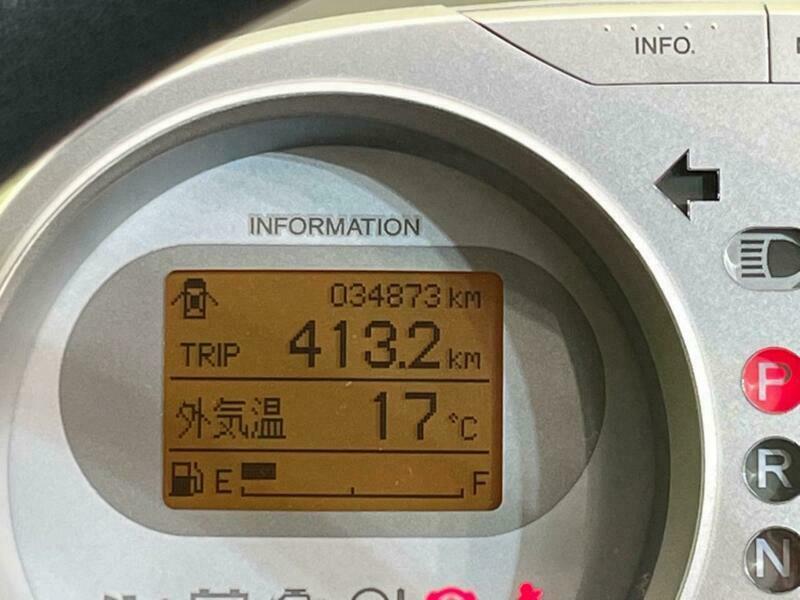 INFO.
INFORMATION
034873 km
TRIP 413.2 km
外気温 17 °C
E F
P
R
N